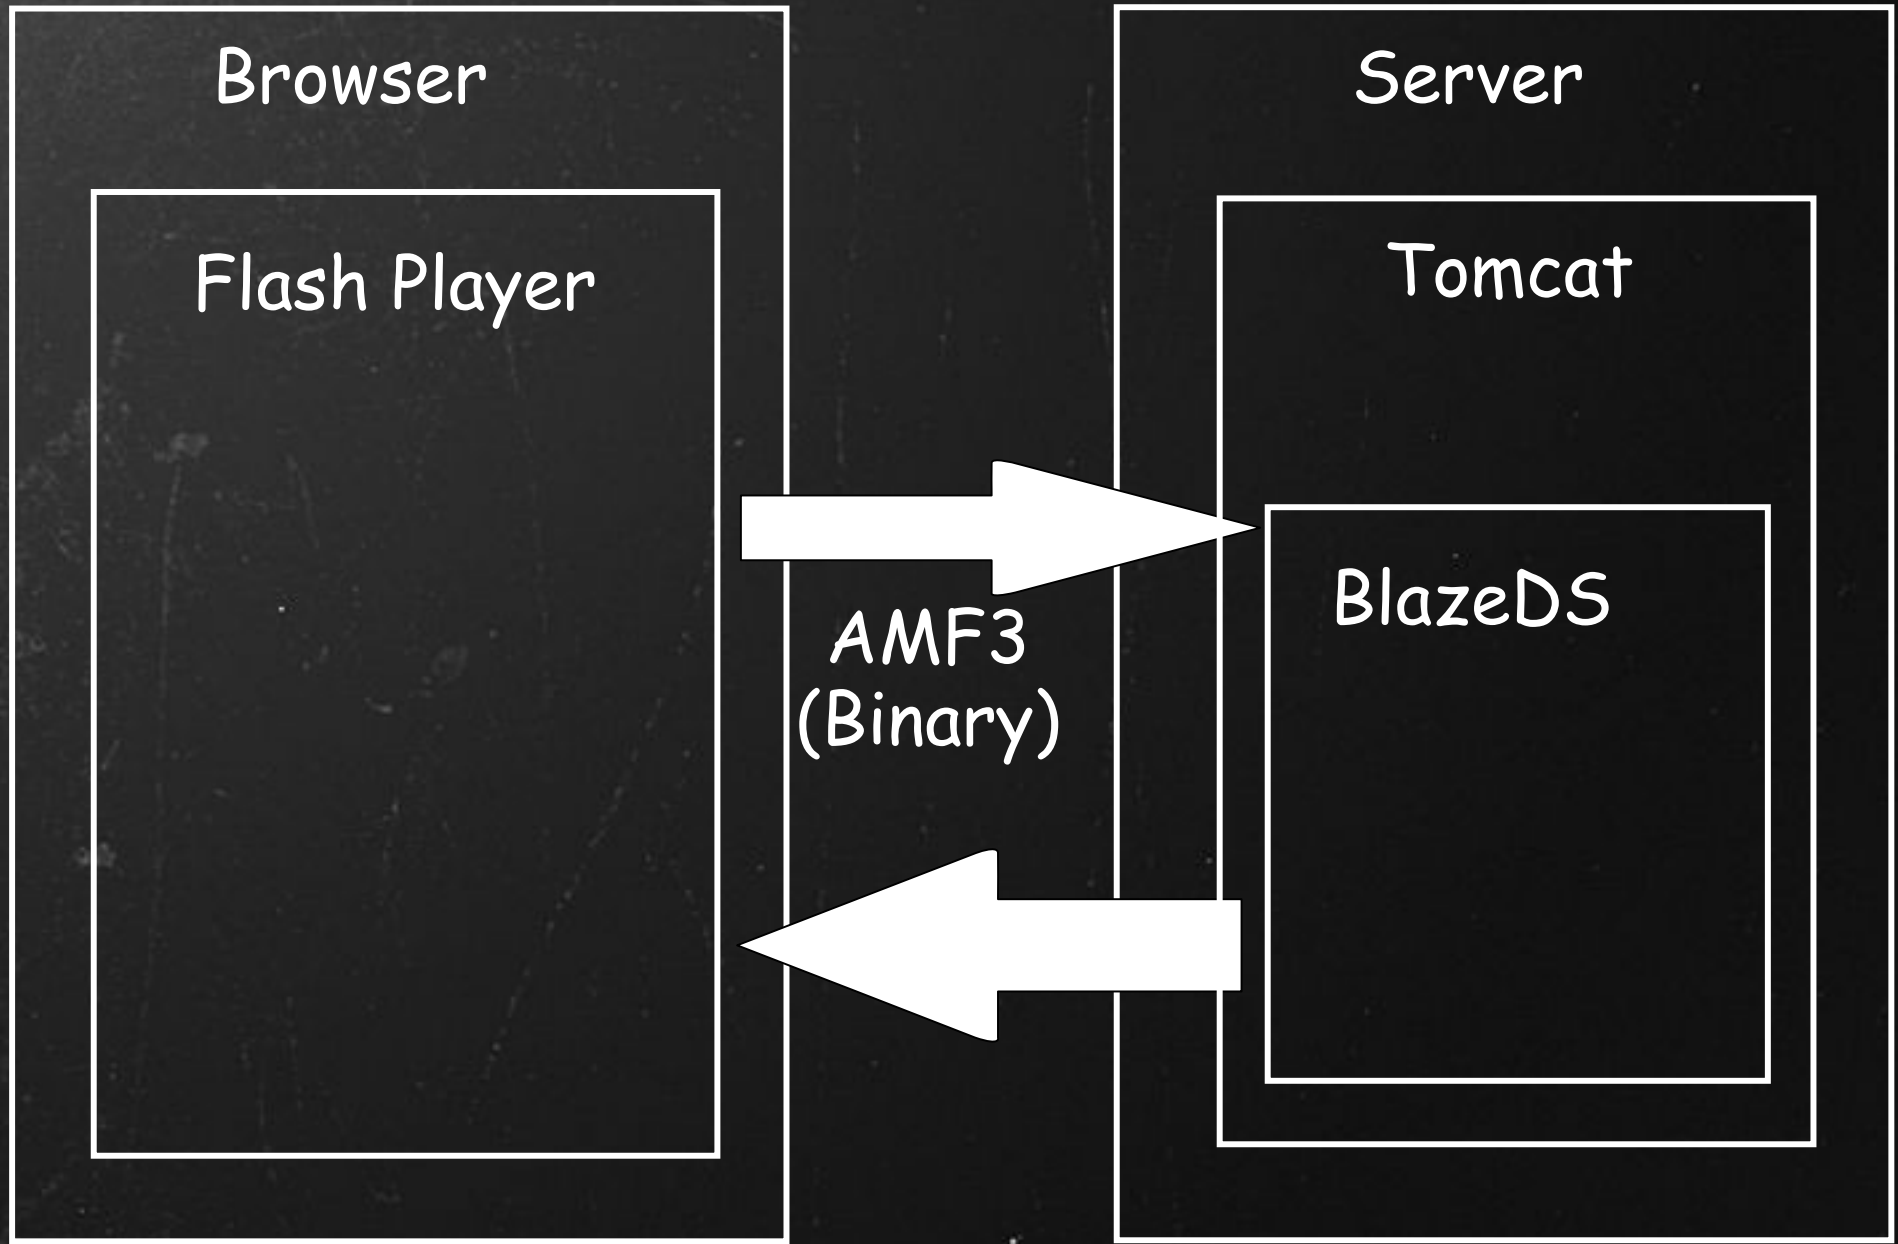 Browser
Flash Player
AMF3
(Binary)
Server
Tomcat
BlazeDS